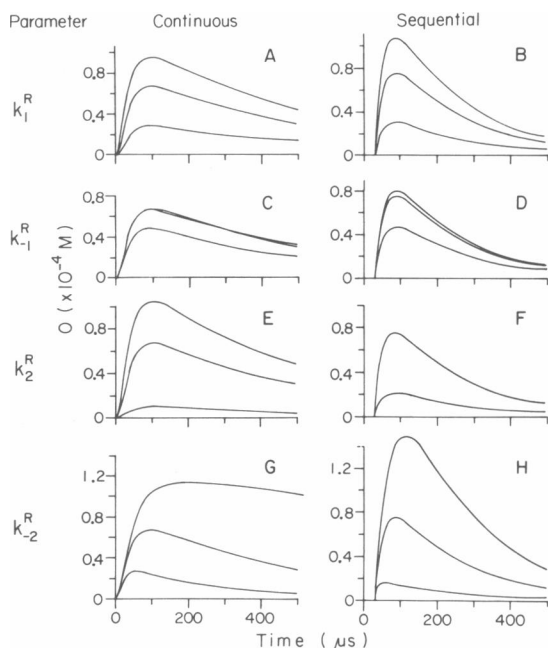 Parameter Continuous Sequential
A B
0.8 0.8
k₁ᴿ 0.4 0.4
0 0
C D
0.8 0.8
k₋₁ᴿ 0.4 0.4
0 0
O (x10⁻⁴ M)
E F
0.8 0.8
k₂ᴿ 0.4 0.4
0 0
G H
1.2 1.2
k₋₂ᴿ 0.8 0.8
0.4 0.4
0 0
0 200 400 0 200 400
Time (μs)